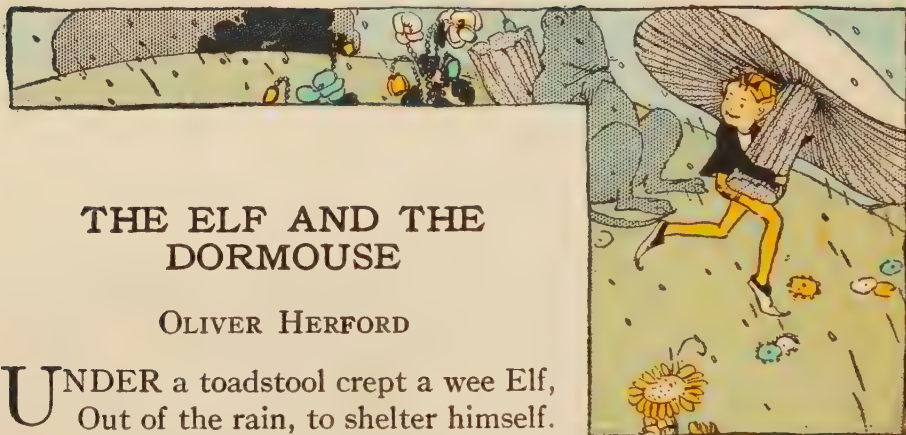 THE ELF AND THE
DORMOUSE
OLIVER HERFORD
UNDER a toadstool crept a wee Elf,
Out of the rain, to shelter himself.